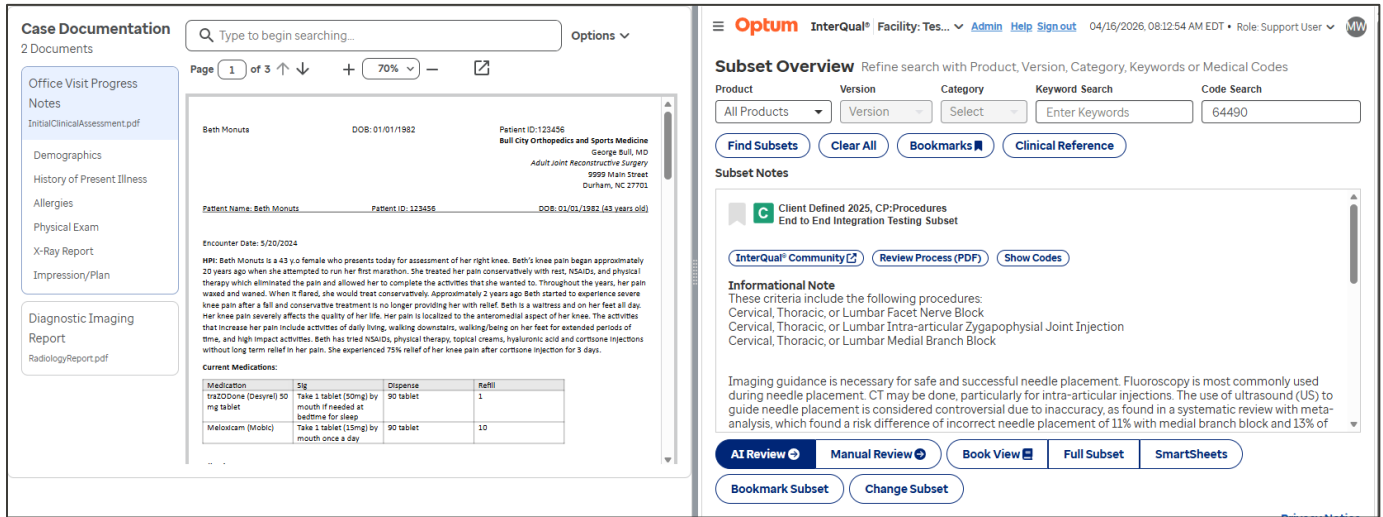 Case Documentation
2 Documents
Office Visit Progress
Notes
InitialClinicalAssessment.pdf
Demographics
History of Present Illness
Allergies
Physical Exam
X-Ray Report
Impression/Plan
Diagnostic Imaging
Report
RadiologyReport.pdf
Type to begin searching...
Options
Page 1 of 3
70%
Beth Monuts DOB: 01/01/1982 Patient ID:123456
Bull City Orthopedics and Sports Medicine
George Bull, MD
Adult Joint Reconstructive Surgery
9999 Main Street
Durham, NC 27701
Patient Name: Beth Monuts Patient ID: 123456 DOB: 01/01/1982 (43 years old)
Encounter Date: 5/20/2024
HPI: Beth Monuts is a 43 y.o female who presents today for assessment of her right knee. Beth's knee pain began approximately
20 years ago when she attempted to run her first marathon. She treated her pain conservatively with rest, NSAIDs, and physical
therapy which eliminated the pain and allowed her to complete the activities that she wanted to. Throughout the years, her pain
waxed and waned. When it flared, she would treat conservatively. Approximately 2 years ago Beth started to experience severe
knee pain after a fall and conservative treatment is no longer providing her with relief. Beth is a waitress and on her feet all day.
Her knee pain severely affects the quality of her life. Her pain is localized to the anteromedial aspect of her knee. The activities
that increase her pain include activities of daily living, walking downstairs, walking/being on her feet for extended periods of
time, and high impact activities. Beth has tried NSAIDs, physical therapy, topical creams, hyaluronic acid and cortisone injections
without long term relief in her pain. She experienced 75% relief of her knee pain after cortisone injection for 3 days.
Current Medications:
Medication Sig Dispense Refill
traZODone (Desyrel) 50 Take 1 tablet (50mg) by 90 tablet 1
mg tablet mouth if needed at
bedtime for sleep
Meloxicam (Mobic) Take 1 tablet (15mg) by 90 tablet 10
mouth once a day
Optum InterQual® Facility: Tes... Admin Help Sign out 04/16/2026, 08:12:54 AM EDT • Role: Support User MW
Subset Overview Refine search with Product, Version, Category, Keywords or Medical Codes
Product Version Category Keyword Search Code Search
All Products Version Select Enter Keywords 64490
Find Subsets Clear All Bookmarks Clinical Reference
Subset Notes
C Client Defined 2025, CP:Procedures
End to End Integration Testing Subset
InterQual® Community Review Process (PDF) Show Codes
Informational Note
These criteria include the following procedures:
Cervical, Thoracic, or Lumbar Facet Nerve Block
Cervical, Thoracic, or Lumbar Intra-articular Zygapophysial Joint Injection
Cervical, Thoracic, or Lumbar Medial Branch Block
Imaging guidance is necessary for safe and successful needle placement. Fluoroscopy is most commonly used
during needle placement. CT may be done, particularly for intra-articular injections. The use of ultrasound (US) to
guide needle placement is considered controversial due to inaccuracy, as found in a systematic review with meta-
analysis, which found a risk difference of incorrect needle placement of 11% with medial branch block and 13% of
AI Review Manual Review Book View Full Subset SmartSheets
Bookmark Subset Change Subset